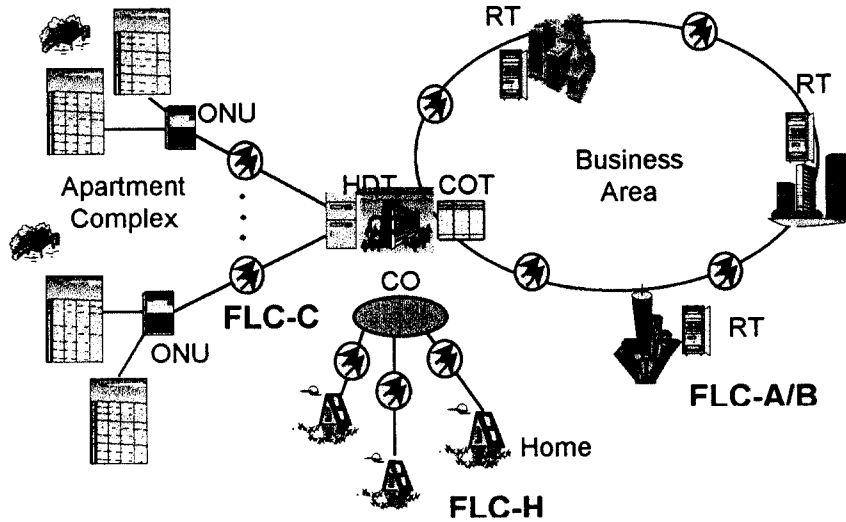 RT
RT
ONU
Apartment
Complex
HDT
COT
Business
Area
CO
FLC-C
ONU
RT
FLC-A/B
Home
FLC-H